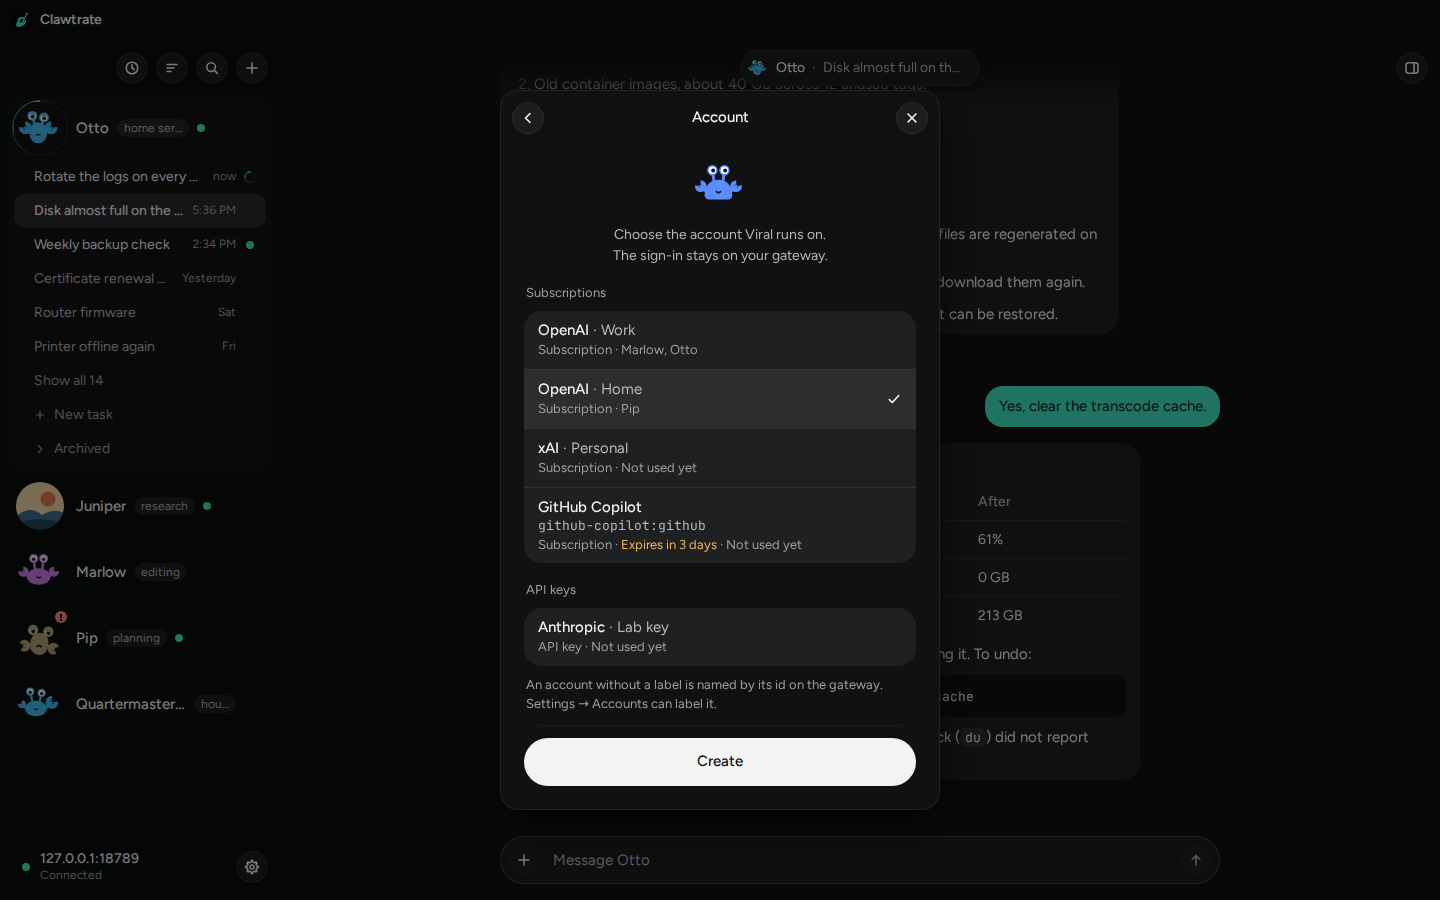 Clawtrate
Otto · Disk almost full on th...
2. Old container images, about 40 GB across 12 unused tags.
Otto home ser...
Rotate the logs on every ... now
Disk almost full on the ... 5:36 PM
Weekly backup check 2:34 PM
Certificate renewal ... Yesterday
Router firmware Sat
Printer offline again Fri
Show all 14
+ New task
> Archived
Juniper research
Marlow editing
! Pip planning
Quartermaster... hou...
127.0.0.1:18789
Connected
Account
Choose the account Viral runs on.
The sign-in stays on your gateway.
Subscriptions
OpenAI · Work
Subscription · Marlow, Otto
OpenAI · Home
Subscription · Pip
xAI · Personal
Subscription · Not used yet
GitHub Copilot
github-copilot:github
Subscription · Expires in 3 days · Not used yet
API keys
Anthropic · Lab key
API key · Not used yet
An account without a label is named by its id on the gateway.
Settings → Accounts can label it.
Create
files are regenerated on
download them again.
t can be restored.
Yes, clear the transcode cache.
After
61%
0 GB
213 GB
ng it. To undo:
cache
ck ( du ) did not report
Message Otto